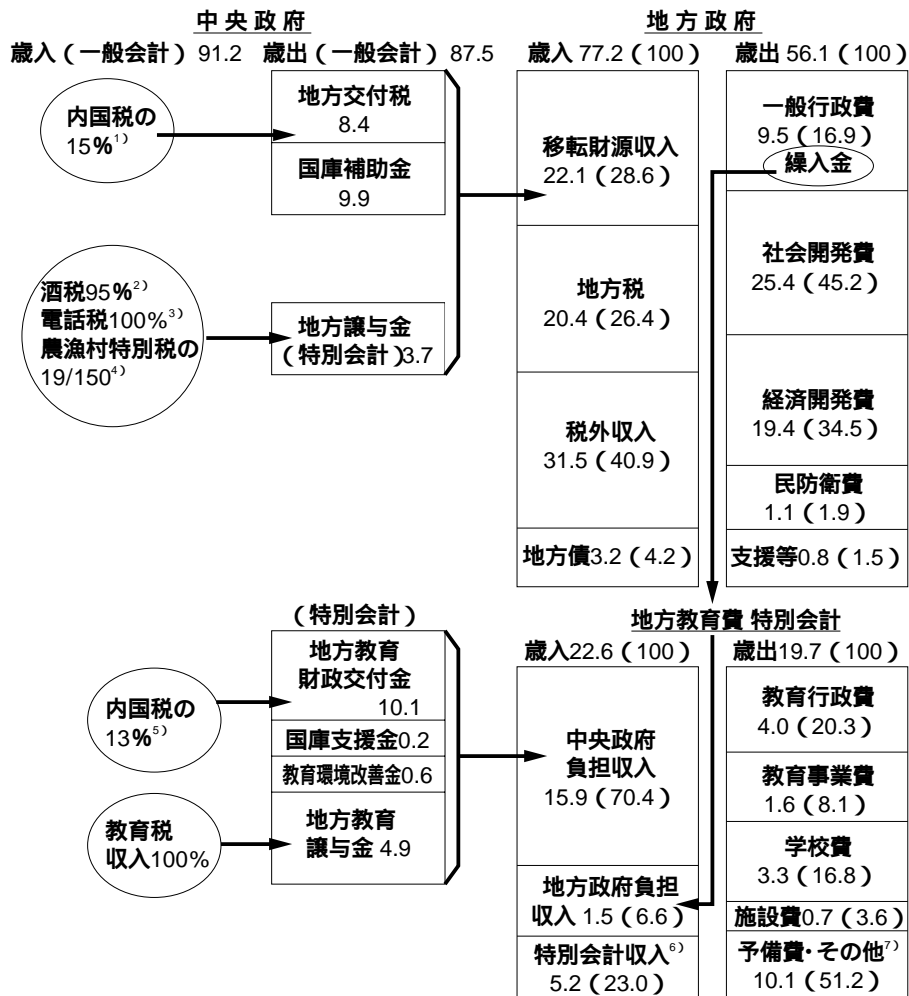 中央政府
歳入（一般会計）91.2 歳出（一般会計）87.5
内国税の
15%1)
地方交付税
8.4
国庫補助金
9.9
酒税95%2)
電話税100%3)
農漁村特別税の
19/1504)
地方譲与金
（特別会計）3.7
地方政府
歳入 77.2（100） 歳出 56.1（100）
移転財源収入
22.1（28.6）
地方税
20.4（26.4）
税外収入
31.5（40.9）
地方債3.2（4.2）
一般行政費
9.5（16.9）
繰入金
社会開発費
25.4（45.2）
経済開発費
19.4（34.5）
民防衛費
1.1（1.9）
支援等0.8（1.5）
（特別会計）
内国税の
13%5)
教育税
収入100%
地方教育
財政交付金
10.1
国庫支援金0.2
教育環境改善金0.6
地方教育
譲与金 4.9
地方教育費 特別会計
歳入22.6（100） 歳出19.7（100）
中央政府
負担収入
15.9（70.4）
地方政府負担
収入 1.5（6.6）
特別会計収入6)
5.2（23.0）
教育行政費
4.0（20.3）
教育事業費
1.6（8.1）
学校費
3.3（16.8）
施設費0.7（3.6）
予備費・その他7)
10.1（51.2）